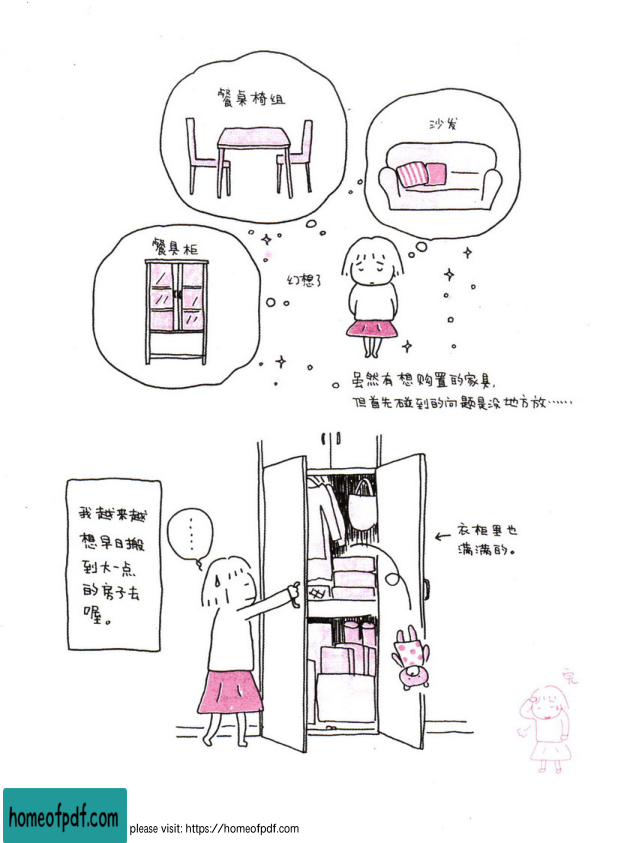 餐桌椅组
沙发
餐具柜
幻想了
虽然有想购置的家具,
但首先碰到的问题是没地方放……
我越来越
想早日搬
到大一点
的房子去
喔。
……
← 衣柜里也
满满的。
完
homeofpdf.com
please visit: https://homeofpdf.com